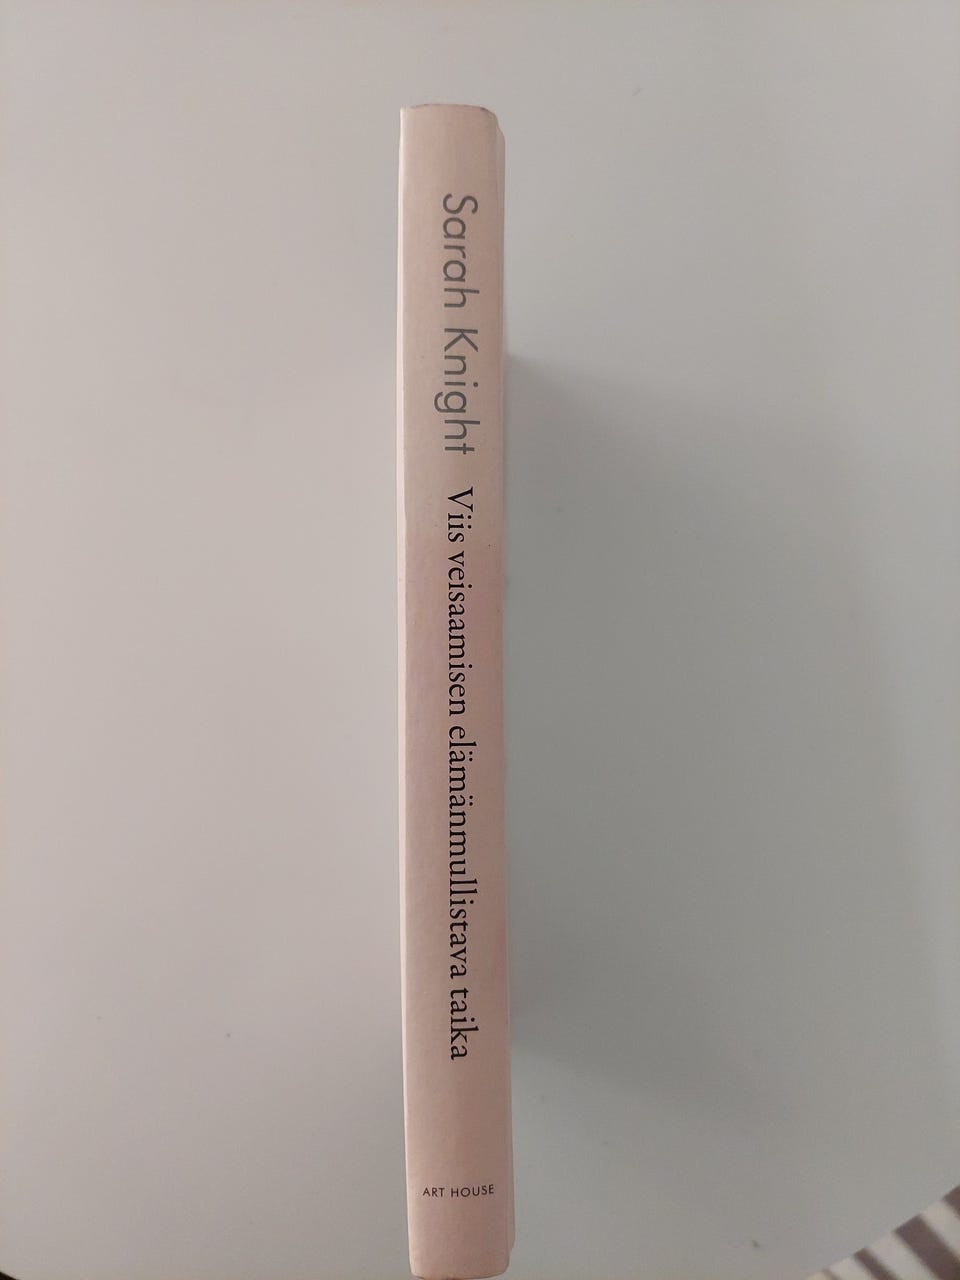 Sarah Knight Viis veisaamisen elämänmullistava taika
ART HOUSE